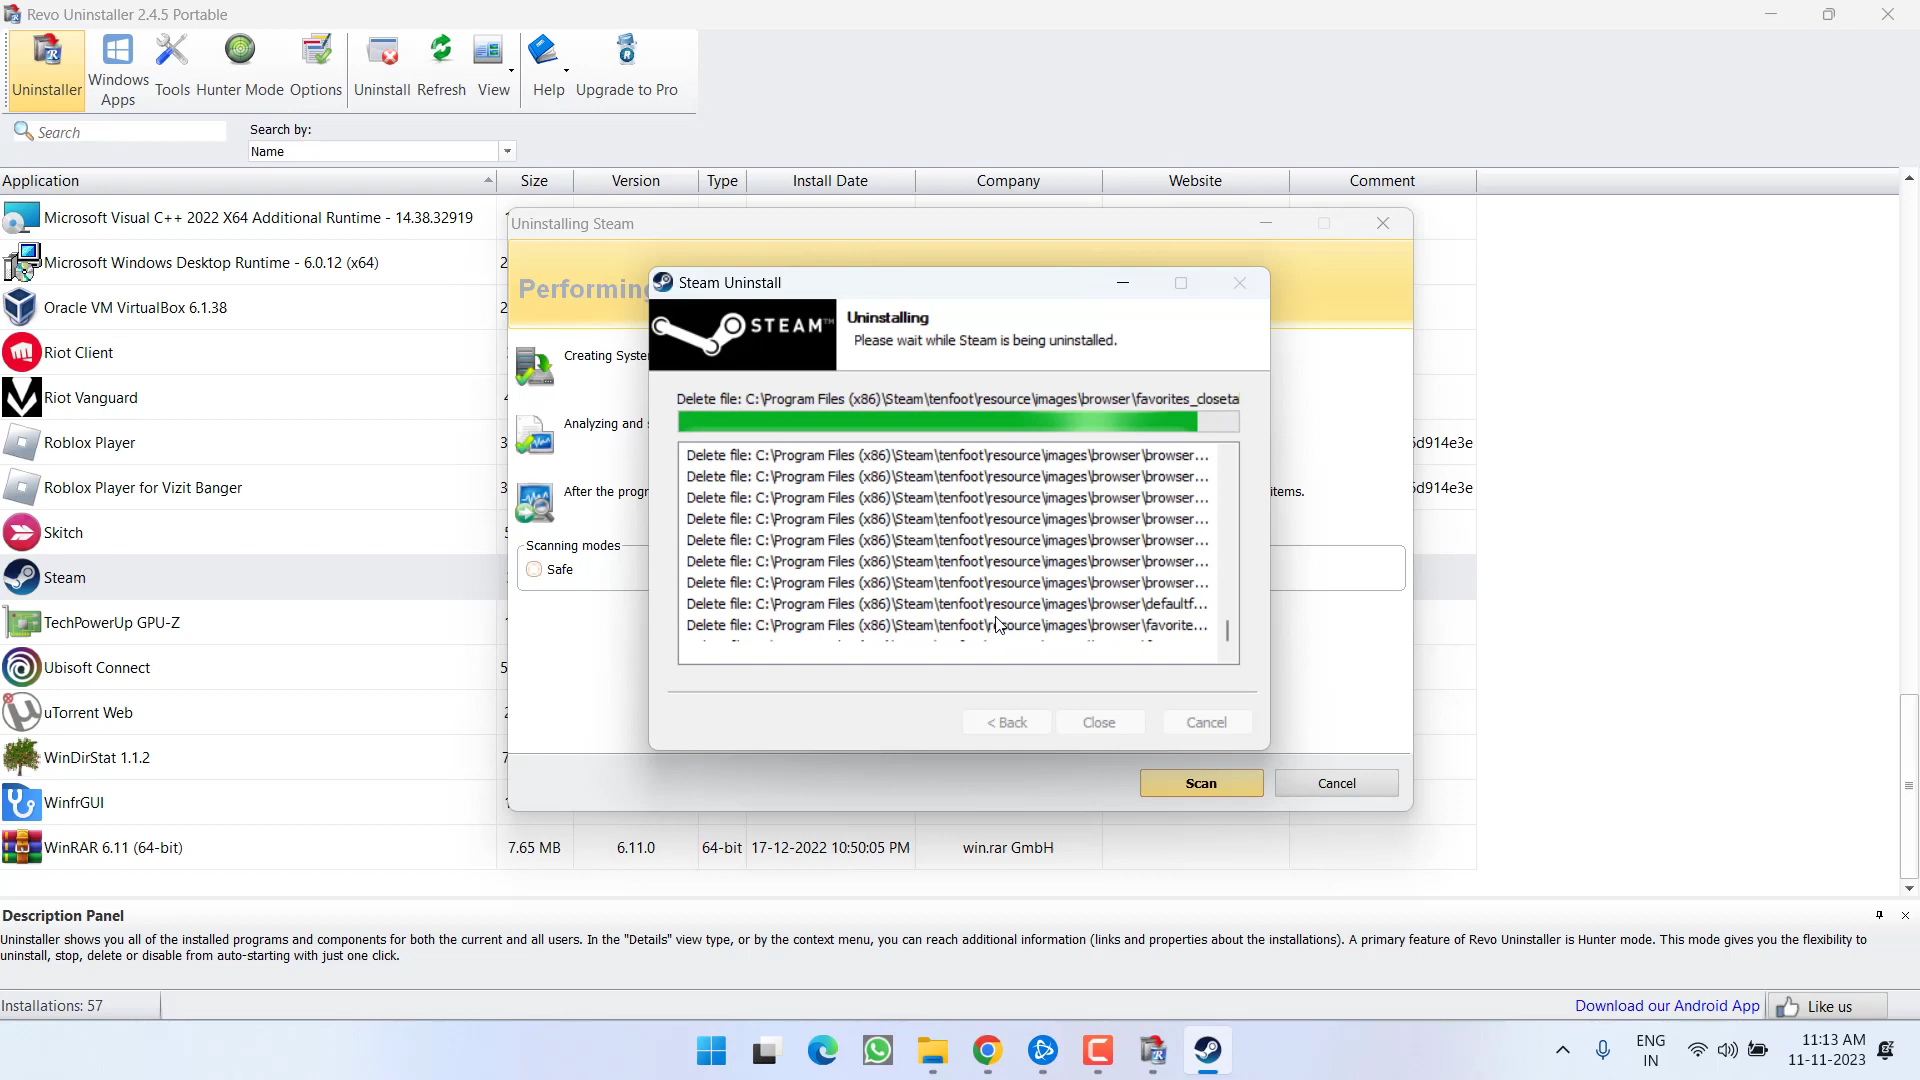 Revo Uninstaller 2.4.5 Portable
Uninstaller
Windows Apps
Tools
Hunter Mode
Options
Uninstall
Refresh
View
Help
Upgrade to Pro
Search
Search by:
Name
Application
Size
Version
Type
Install Date
Company
Website
Comment
Microsoft Visual C++ 2022 X64 Additional Runtime - 14.38.32919
Microsoft Windows Desktop Runtime - 6.0.12 (x64)
Oracle VM VirtualBox 6.1.38
Riot Client
Riot Vanguard
Roblox Player
5d914e3e
Roblox Player for Vizit Banger
5d914e3e
Skitch
Steam
TechPowerUp GPU-Z
Ubisoft Connect
uTorrent Web
WinDirStat 1.1.2
WinfrGUI
WinRAR 6.11 (64-bit)
7.65 MB
6.11.0
64-bit
17-12-2022 10:50:05 PM
win.rar GmbH
Uninstalling Steam
Performing
Creating Syste
Analyzing and
After the progr
items.
Scanning modes
Safe
Scan
Cancel
Steam Uninstall
STEAM™
Uninstalling
Please wait while Steam is being uninstalled.
Delete file: C:\Program Files (x86)\Steam\tenfoot\resource\images\browser\favorites_closeta
Delete file: C:\Program Files (x86)\Steam\tenfoot\resource\images\browser\browser...
Delete file: C:\Program Files (x86)\Steam\tenfoot\resource\images\browser\browser...
Delete file: C:\Program Files (x86)\Steam\tenfoot\resource\images\browser\browser...
Delete file: C:\Program Files (x86)\Steam\tenfoot\resource\images\browser\browser...
Delete file: C:\Program Files (x86)\Steam\tenfoot\resource\images\browser\browser...
Delete file: C:\Program Files (x86)\Steam\tenfoot\resource\images\browser\browser...
Delete file: C:\Program Files (x86)\Steam\tenfoot\resource\images\browser\browser...
Delete file: C:\Program Files (x86)\Steam\tenfoot\resource\images\browser\defaultf...
Delete file: C:\Program Files (x86)\Steam\tenfoot\resource\images\browser\favorite...
< Back
Close
Cancel
Description Panel
Uninstaller shows you all of the installed programs and components for both the current and all users. In the "Details" view type, or by the context menu, you can reach additional information (links and properties about the installations). A primary feature of Revo Uninstaller is Hunter mode. This mode gives you the flexibility to
uninstall, stop, delete or disable from auto-starting with just one click.
Installations: 57
Download our Android App
Like us
ENG
IN
11:13 AM
11-11-2023